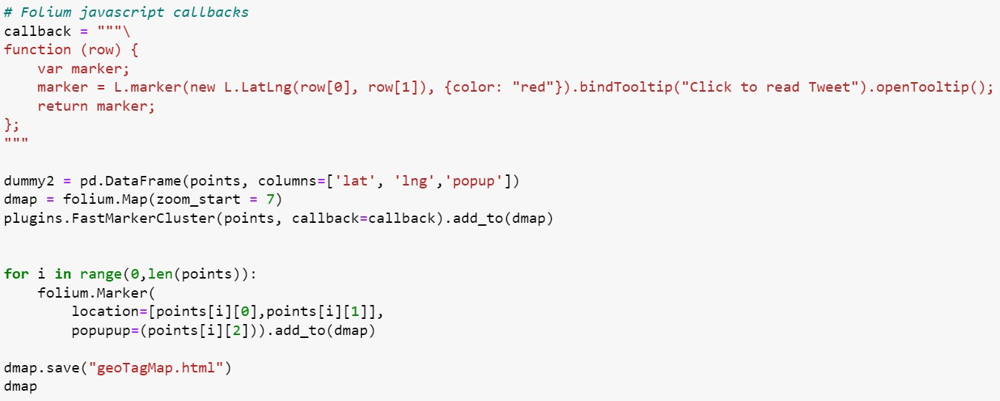 # Folium javascript callbacks
callback = """\
function (row) {
    var marker;
    marker = L.marker(new L.LatLng(row[0], row[1]), {color: "red"}).bindTooltip("Click to read Tweet").openTooltip();
    return marker;
};
"""
dummy2 = pd.DataFrame(points, columns=['lat', 'lng','popup'])
dmap = folium.Map(zoom_start = 7)
plugins.FastMarkerCluster(points, callback=callback).add_to(dmap)
for i in range(0,len(points)):
    folium.Marker(
        location=[points[i][0],points[i][1]],
        popupup=(points[i][2])).add_to(dmap)
dmap.save("geoTagMap.html")
dmap